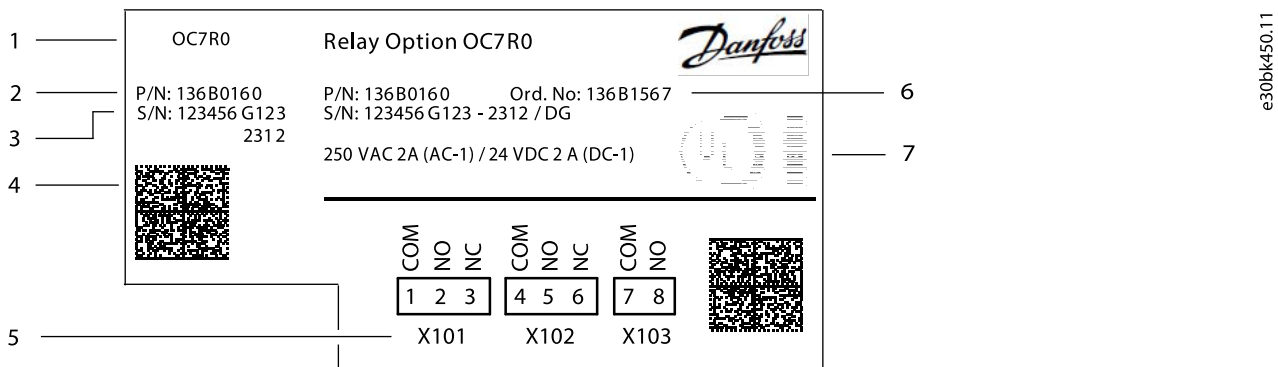 1
OC7R0
Relay Option OC7R0
Danfoss
2
P/N: 136B0160
P/N: 136B0160 Ord. No: 136B1567
6
3
S/N: 123456 G123
2312
S/N: 123456 G123 - 2312 / DG
250 VAC 2A (AC-1) / 24 VDC 2 A (DC-1)
UL
7
4
COM NO NC COM NO NC COM NO
1 2 3 4 5 6 7 8
5
X101 X102 X103
e30bk450.11